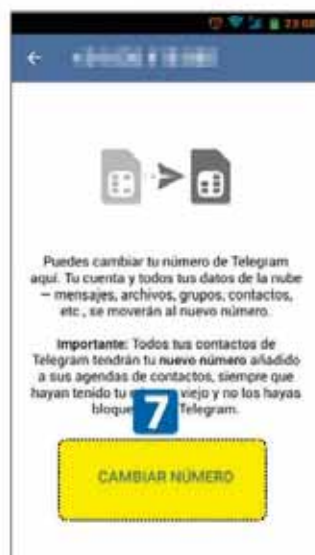 23:08
Puedes cambiar tu número de Telegram
aquí. Tu cuenta y todos tus datos de la nube
— mensajes, archivos, grupos, contactos,
etc., se moverán al nuevo número.
Importante: Todos tus contactos de
Telegram tendrán tu nuevo número añadido
a sus agendas de contactos, siempre que
hayan tenido tu viejo y no los hayas
7
Telegram.
CAMBIAR NÚMERO